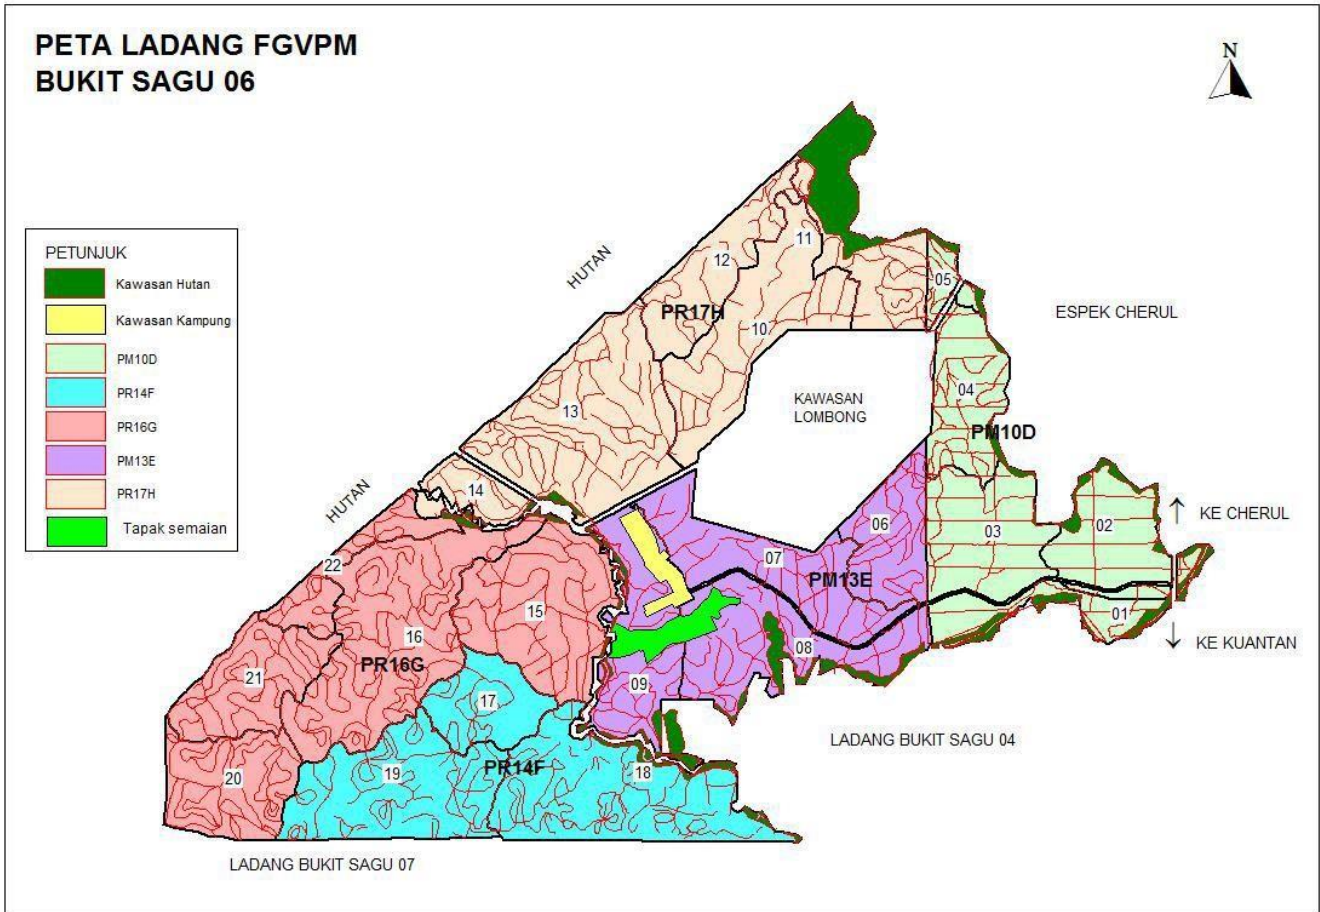 PETA LADANG FGVPM
BUKIT SAGU 06
N
PETUNJUK
Kawasan Hutan
Kawasan Kampung
PM10D
PR14F
PR16G
PM13E
PR17H
Tapak semaian
HUTAN
HUTAN
ESPEK CHERUL
KAWASAN
LOMBONG
KE CHERUL
KE KUANTAN
LADANG BUKIT SAGU 04
LADANG BUKIT SAGU 07
PR17H
PM10D
PM13E
PR16G
PR14F
11
12
05
10
04
13
14
06
03
02
07
22
15
01
16
08
21
09
17
20
19
18